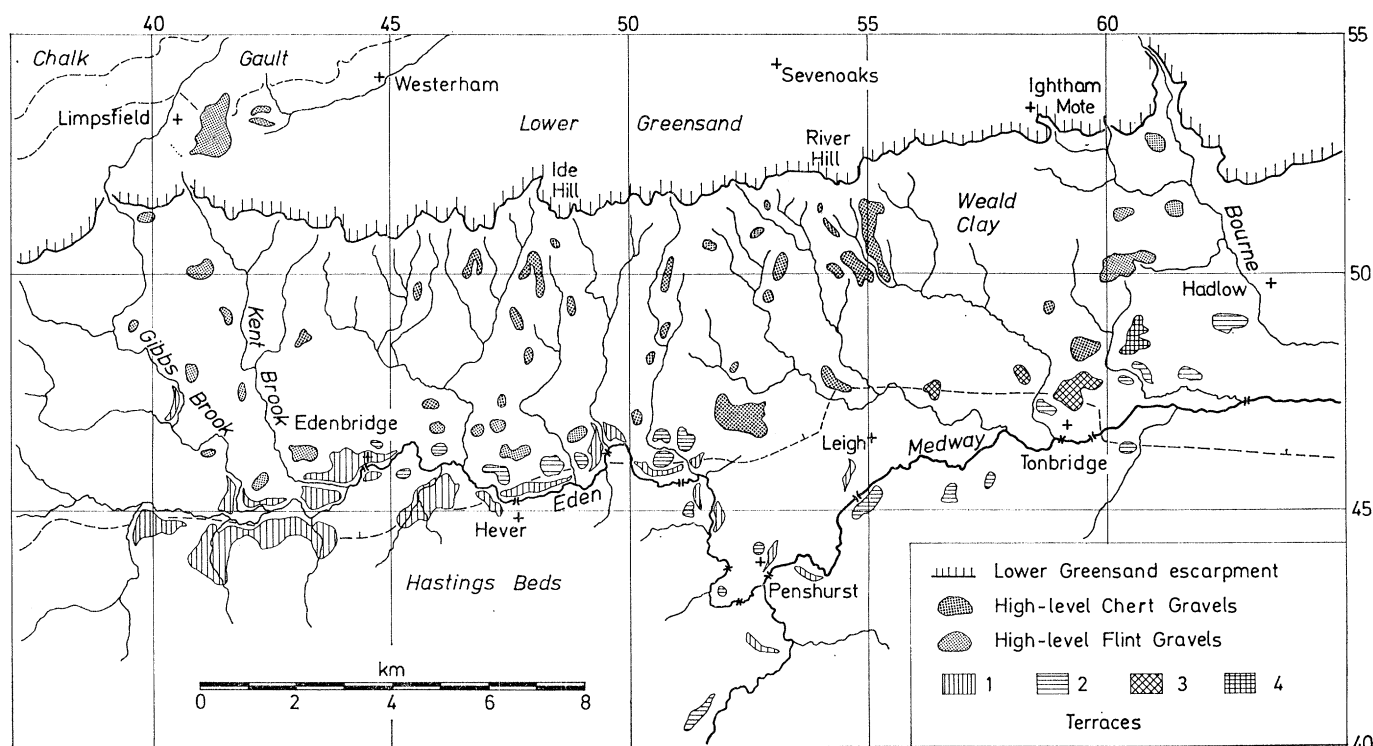 40 45 50 55 60
55
Chalk
Gault
Westerham
Sevenoaks
Limpsfield
Ightham
Mote
Lower Greensand
River
Hill
Ide
Hill
Weald
Clay
Bourne
50
Hadlow
Kent
Brook
Gibbs
Brook
Edenbridge
Leigh
Medway
Tonbridge
Eden
Hever
45
Hastings Beds
Penshurst
km
0 2 4 6 8
Lower Greensand escarpment
High-level Chert Gravels
High-level Flint Gravels
1 2 3 4
Terraces
40